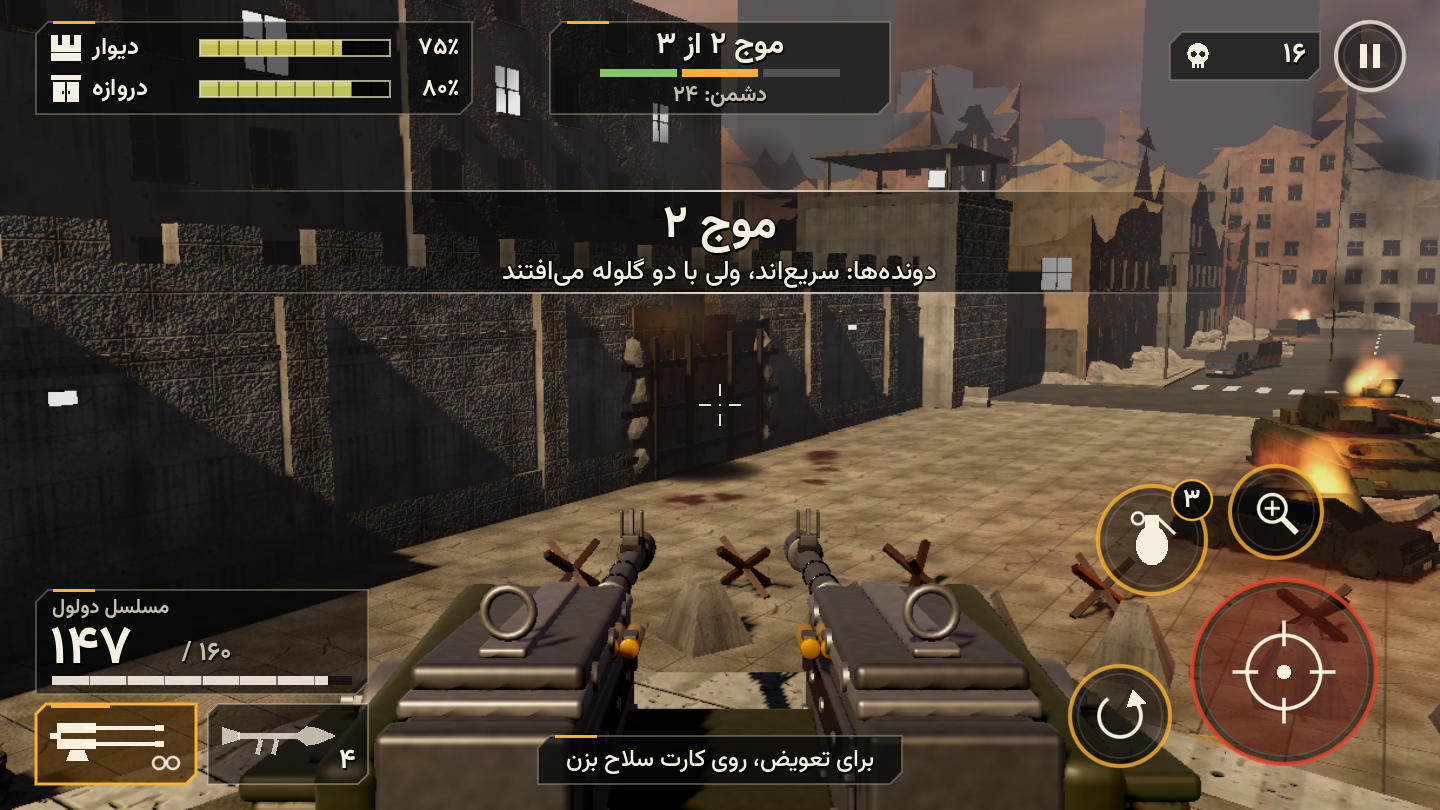 دیوار ۷۵٪
دروازه ۸۰٪
موج ۲ از ۳
دشمن: ۲۴
۱۶
موج ۲
دونده‌ها: سریع‌اند، ولی با دو گلوله می‌افتند
۳
مسلسل دولول
۱۴۷ / ۱۶۰
∞
۴
برای تعویض، روی کارت سلاح بزن